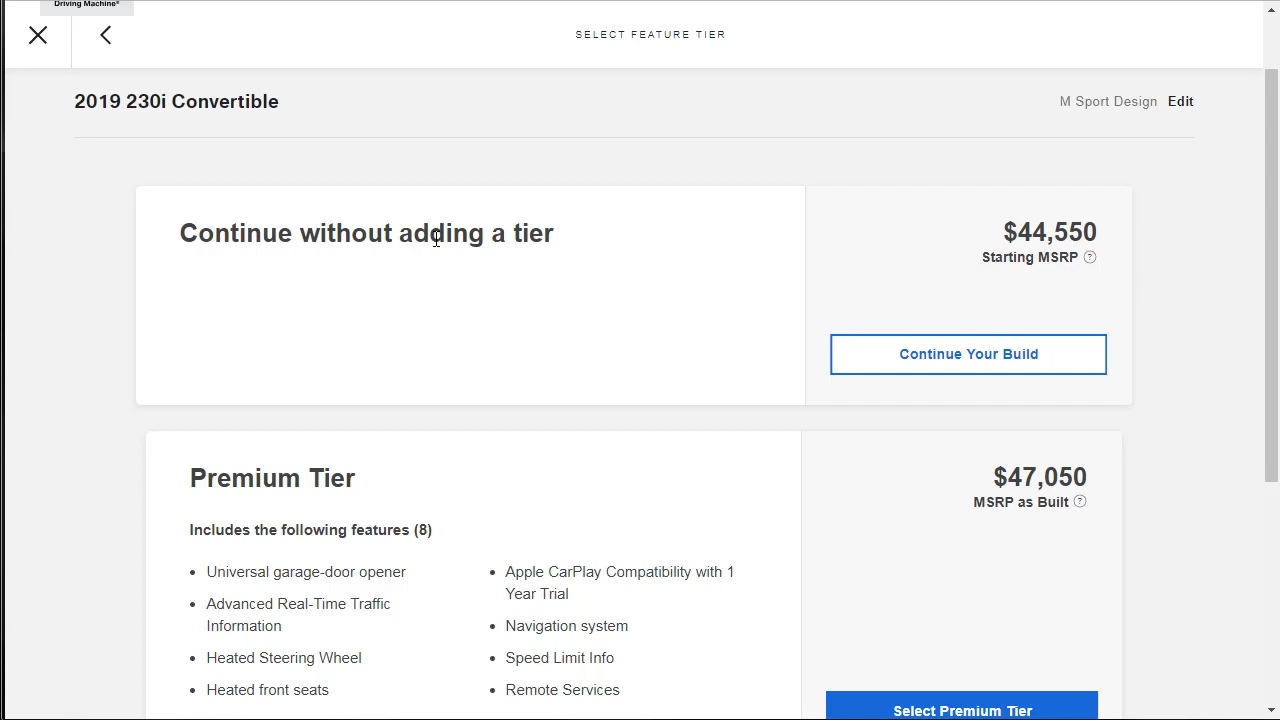 Driving Machine®
SELECT FEATURE TIER
2019 230i Convertible
M Sport Design Edit
Continue without adding a tier
$44,550
Starting MSRP ?
Continue Your Build
Premium Tier
$47,050
MSRP as Built ?
Includes the following features (8)
• Universal garage-door opener
• Advanced Real-Time Traffic
Information
• Heated Steering Wheel
• Heated front seats
• Apple CarPlay Compatibility with 1
Year Trial
• Navigation system
• Speed Limit Info
• Remote Services
Select Premium Tier